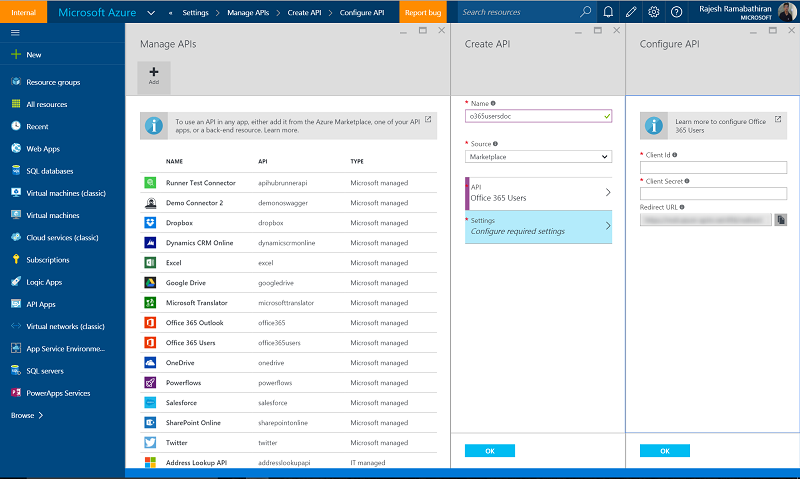 Internal
Microsoft Azure
Settings > Manage APIs > Create API > Configure API
Report bug
Search resources
Rajesh Ramabathiran
MICROSOFT
New
Resource groups
All resources
Recent
Web Apps
SQL databases
Virtual machines (classic)
Virtual machines
Cloud services (classic)
Subscriptions
Logic Apps
API Apps
Virtual networks (classic)
App Service Environme...
SQL servers
PowerApps Services
Browse >
Manage APIs
Add
To use an API in any app, either add it from the Azure Marketplace, one of your API
apps, or a back-end resource. Learn more.
NAME API TYPE
Runner Test Connector apihubrunnerapi Microsoft managed
Demo Connector 2 demonoswagger Microsoft managed
Dropbox dropbox Microsoft managed
Dynamics CRM Online dynamicscrmonline Microsoft managed
Excel excel Microsoft managed
Google Drive googledrive Microsoft managed
Microsoft Translator microsofttranslator Microsoft managed
Office 365 Outlook office365 Microsoft managed
Office 365 Users office365users Microsoft managed
OneDrive onedrive Microsoft managed
Powerflows powerflows Microsoft managed
Salesforce salesforce Microsoft managed
SharePoint Online sharepointonline Microsoft managed
Twitter twitter Microsoft managed
Address Lookup API addresslookupapi IT managed
Create API
* Name
o365usersdoc
* Source
Marketplace
* API
Office 365 Users
* Settings
Configure required settings
OK
Configure API
Learn more to configure Office
365 Users
* Client Id
* Client Secret
Redirect URL
OK